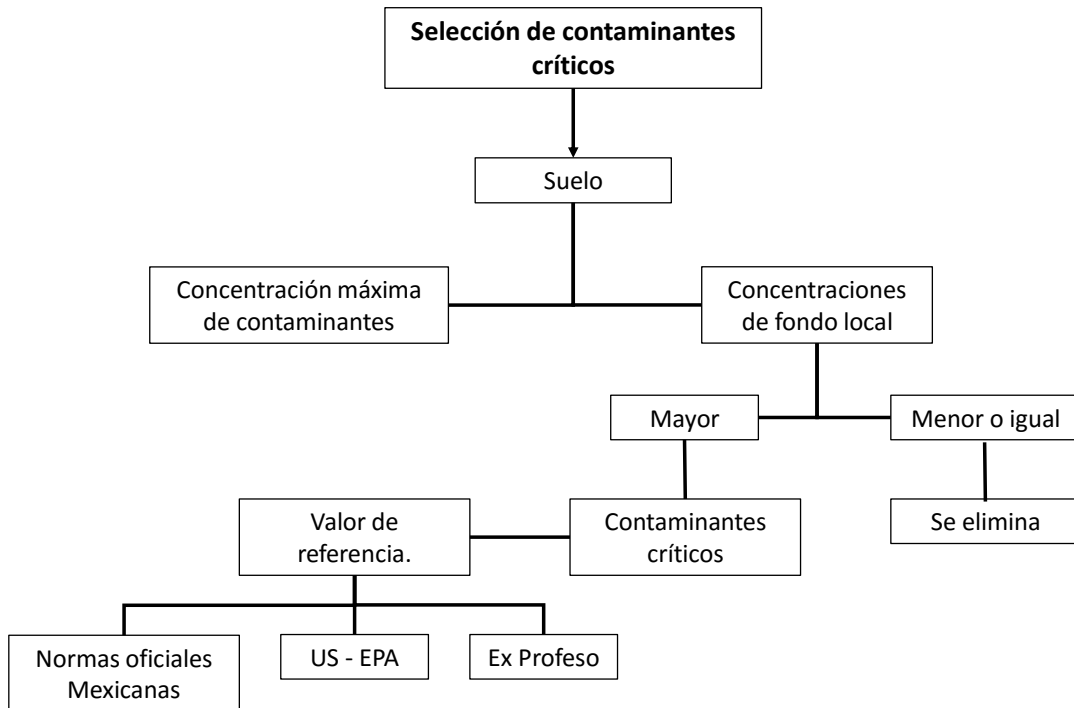 Selección de contaminantes
críticos
Suelo
Concentración máxima
de contaminantes
Concentraciones
de fondo local
Mayor
Menor o igual
Valor de
referencia.
Contaminantes
críticos
Se elimina
Normas oficiales
Mexicanas
US - EPA
Ex Profeso